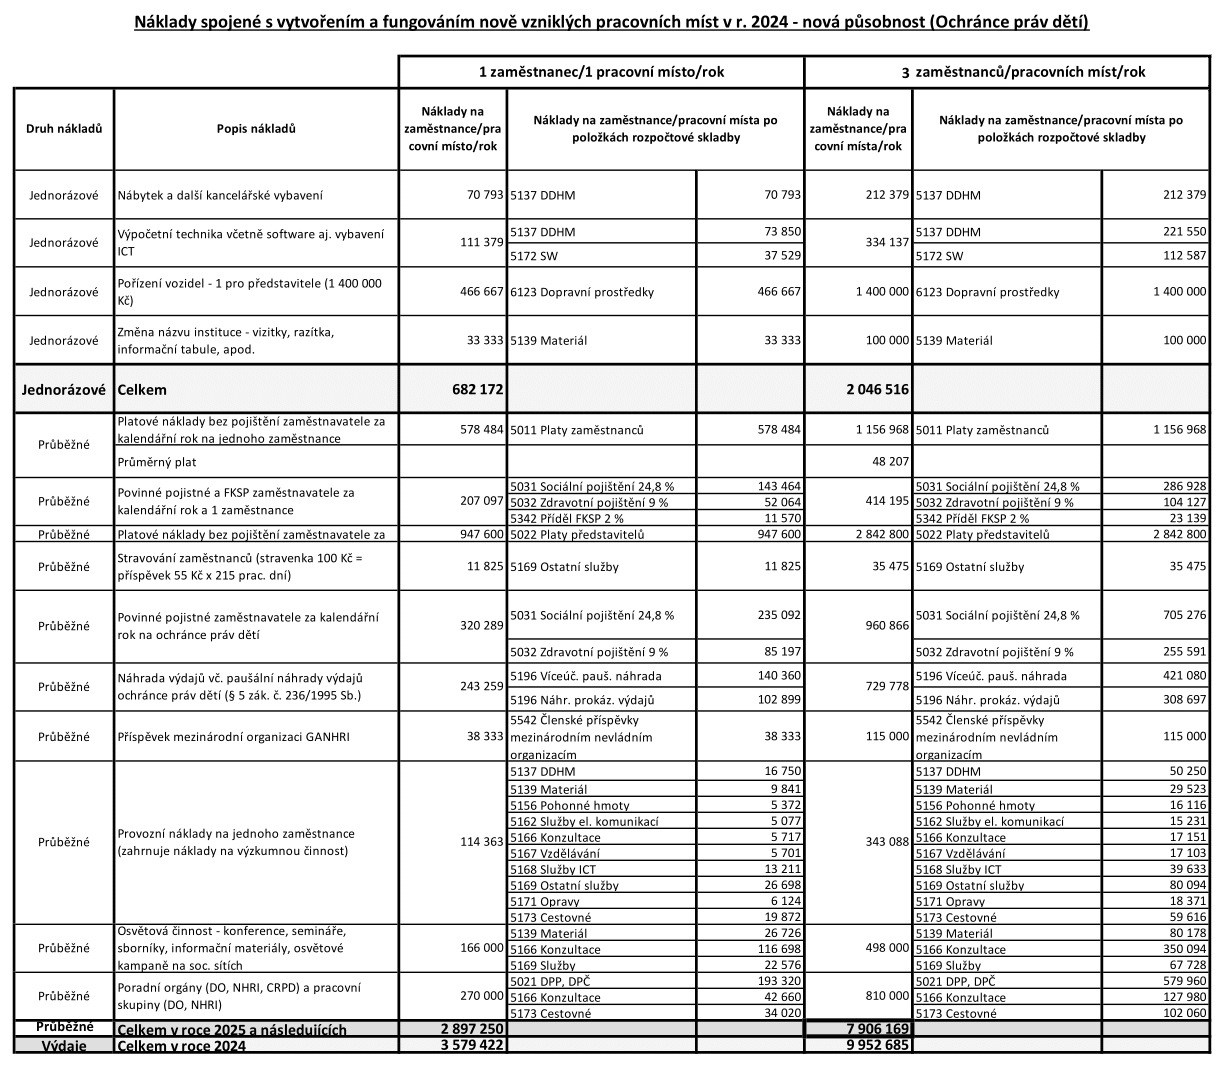 Náklady spojené s vytvořením a fungováním nově vzniklých pracovních míst v r. 2024 - nová působnost (Ochránce práv dětí)
1 zaměstnanec/1 pracovní místo/rok
3 zaměstnanců/pracovních míst/rok
Druh nákladů
Popis nákladů
Náklady na
zaměstnance/pra
covní místo/rok
Náklady na zaměstnance/pracovní místa po
položkách rozpočtové skladby
Náklady na
zaměstnance/pra
covní místa/rok
Náklady na zaměstnance/pracovní místa po
položkách rozpočtové skladby
Jednorázové Nábytek a další kancelářské vybavení 70 793 5137 DDHM 70 793 212 379 5137 DDHM 212 379
Jednorázové
Výpočetní technika včetně software aj. vybavení
ICT
111 379
5137 DDHM 73 850
5172 SW 37 529
334 137
5137 DDHM 221 550
5172 SW 112 587
Jednorázové
Pořízení vozidel - 1 pro představitele (1 400 000
Kč)
466 667 6123 Dopravní prostředky 466 667 1 400 000 6123 Dopravní prostředky 1 400 000
Jednorázové
Změna názvu instituce - vizitky, razítka,
informační tabule, apod.
33 333 5139 Materiál 33 333 100 000 5139 Materiál 100 000
Jednorázové Celkem 682 172 2 046 516
Průběžné
Platové náklady bez pojištění zaměstnavatele za
kalendářní rok na jednoho zaměstnance
578 484 5011 Platy zaměstnanců 578 484 1 156 968 5011 Platy zaměstnanců 1 156 968
Průměrný plat 48 207
Průběžné
Povinné pojistné a FKSP zaměstnavatele za
kalendářní rok a 1 zaměstnance
207 097
5031 Sociální pojištění 24,8 % 143 464
5032 Zdravotní pojištění 9 % 52 064
5342 Příděl FKSP 2 % 11 570
414 195
5031 Sociální pojištění 24,8 % 286 928
5032 Zdravotní pojištění 9 % 104 127
5342 Příděl FKSP 2 % 23 139
Průběžné Platové náklady bez pojištění zaměstnavatele za 947 600 5022 Platy představitelů 947 600 2 842 800 5022 Platy představitelů 2 842 800
Průběžné
Stravování zaměstnanců (stravenka 100 Kč =
příspěvek 55 Kč x 215 prac. dní)
11 825 5169 Ostatní služby 11 825 35 475 5169 Ostatní služby 35 475
Průběžné
Povinné pojistné zaměstnavatele za kalendářní
rok na ochránce práv dětí
320 289
5031 Sociální pojištění 24,8 % 235 092
5032 Zdravotní pojištění 9 % 85 197
960 866
5031 Sociální pojištění 24,8 % 705 276
5032 Zdravotní pojištění 9 % 255 591
Průběžné
Náhrada výdajů vč. paušální náhrady výdajů
ochránce práv dětí (§ 5 zák. č. 236/1995 Sb.)
243 259
5196 Víceúč. pauš. náhrada 140 360
5196 Náhr. prokáz. výdajů 102 899
729 778
5196 Víceúč. pauš. náhrada 421 080
5196 Náhr. prokáz. výdajů 308 697
Průběžné Příspěvek mezinárodní organizaci GANHRI 38 333
5542 Členské příspěvky
mezinárodním nevládním
organizacím
38 333 115 000
5542 Členské příspěvky
mezinárodním nevládním
organizacím
115 000
Průběžné
Provozní náklady na jednoho zaměstnance
(zahrnuje náklady na výzkumnou činnost)
114 363
5137 DDHM 16 750
5139 Materiál 9 841
5156 Pohonné hmoty 5 372
5162 Služby el. komunikací 5 077
5166 Konzultace 5 717
5167 Vzdělávání 5 701
5168 Služby ICT 13 211
5169 Ostatní služby 26 698
5171 Opravy 6 124
5173 Cestovné 19 872
343 088
5137 DDHM 50 250
5139 Materiál 29 523
5156 Pohonné hmoty 16 116
5162 Služby el. komunikací 15 231
5166 Konzultace 17 151
5167 Vzdělávání 17 103
5168 Služby ICT 39 633
5169 Ostatní služby 80 094
5171 Opravy 18 371
5173 Cestovné 59 616
Průběžné
Osvětová činnost - konference, semináře,
sborníky, informační materiály, osvětové
kampaně na soc. sítích
166 000
5139 Materiál 26 726
5166 Konzultace 116 698
5169 Služby 22 576
498 000
5139 Materiál 80 178
5166 Konzultace 350 094
5169 Služby 67 728
Průběžné
Poradní orgány (DO, NHRI, CRPD) a pracovní
skupiny (DO, NHRI)
270 000
5021 DPP, DPČ 193 320
5166 Konzultace 42 660
5173 Cestovné 34 020
810 000
5021 DPP, DPČ 579 960
5166 Konzultace 127 980
5173 Cestovné 102 060
Průběžné Celkem v roce 2025 a následujících 2 897 250 7 906 169
Výdaje Celkem v roce 2024 3 579 422 9 952 685